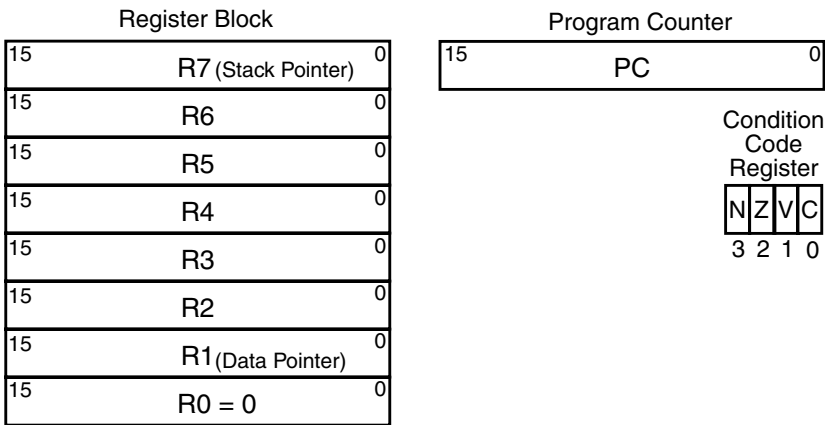 Register Block
15 R7 (Stack Pointer) 0
15 R6 0
15 R5 0
15 R4 0
15 R3 0
15 R2 0
15 R1 (Data Pointer) 0
15 R0 = 0 0
Program Counter
15 PC 0
Condition
Code
Register
N Z V C
3 2 1 0